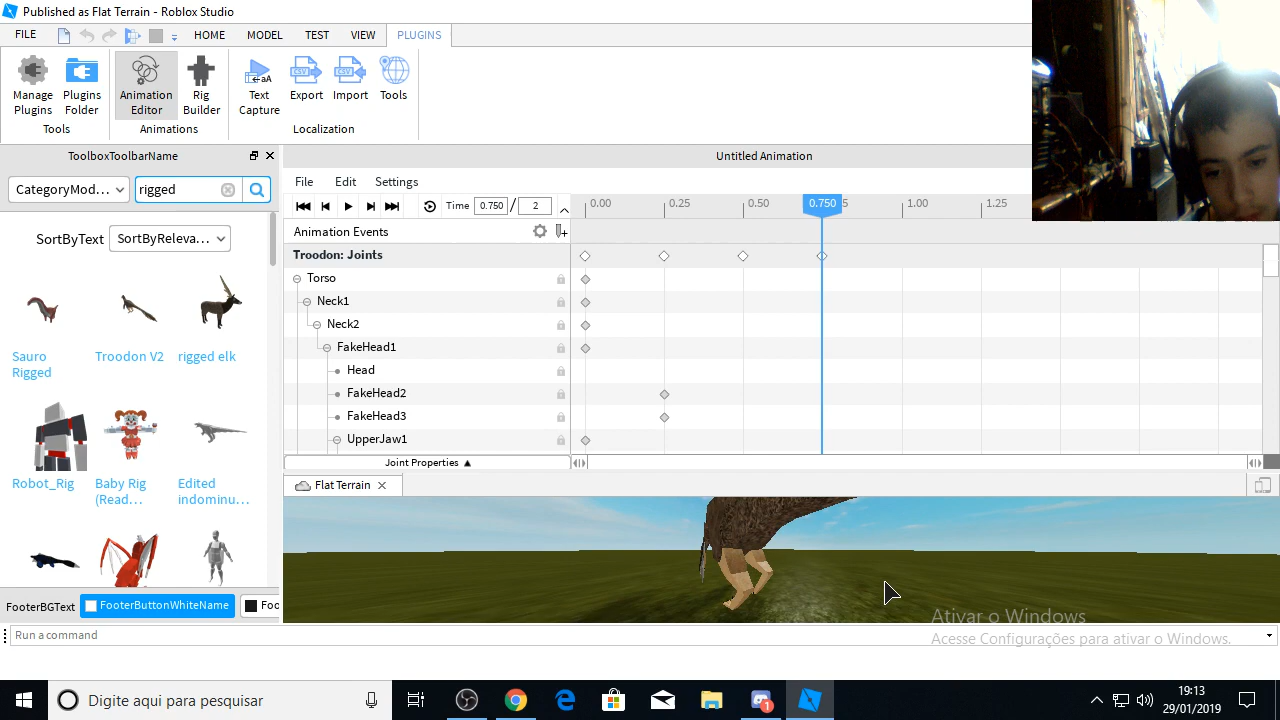 Published as Flat Terrain - Roblox Studio
FILE HOME MODEL TEST VIEW PLUGINS
Manage Plugins
Plugins Folder
Animation Editor
Rig Builder
Text Capture
Export
Import
Tools
Tools
Animations
Localization
ToolboxToolbarName
Untitled Animation
CategoryMod...
rigged
SortByText
SortByReleva...
Sauro Rigged
Troodon V2
rigged elk
Robot_Rig
Baby Rig (Read...
Edited indominu...
FooterBGText
FooterButtonWhiteName
Foo
File Edit Settings
Time 0.750 / 2
0.00 0.25 0.50 0.750 5 1.00 1.25
Animation Events
Troodon: Joints
Torso
Neck1
Neck2
FakeHead1
Head
FakeHead2
FakeHead3
UpperJaw1
Joint Properties ▲
Flat Terrain
Ativar o Windows
Acesse Configurações para ativar o Windows.
Run a command
Digite aqui para pesquisar
1
19:13
29/01/2019